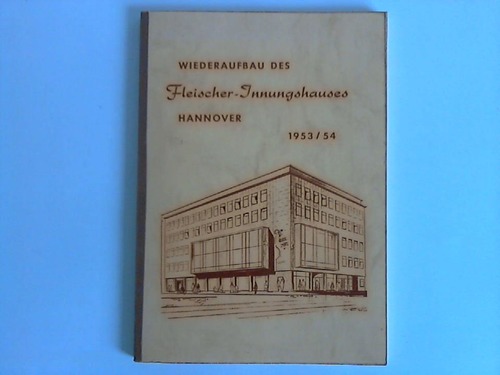 WIEDERAUFBAU DES
Fleischer-Innungshauses
HANNOVER
1953/54